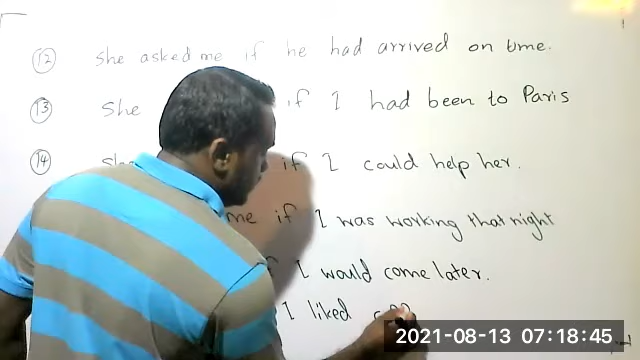 12 she asked me if he had arrived on time.
13 She if I had been to Paris
14 She if I could help her.
me if I was working that night
I would come later.
I liked
2021-08-13 07:18:45